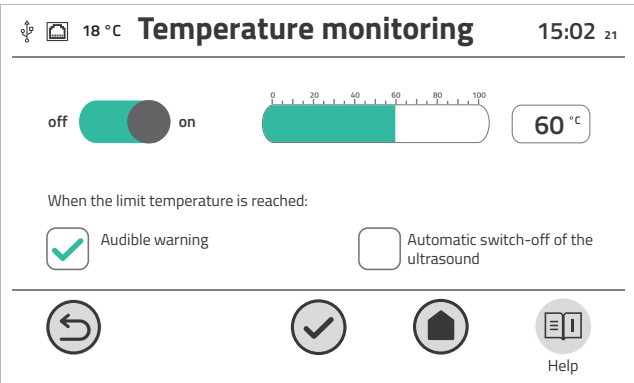 18 °C Temperature monitoring 15:02 21
0 20 40 60 80 100
off on 60 °C
When the limit temperature is reached:
Audible warning
Automatic switch-off of the
ultrasound
Help